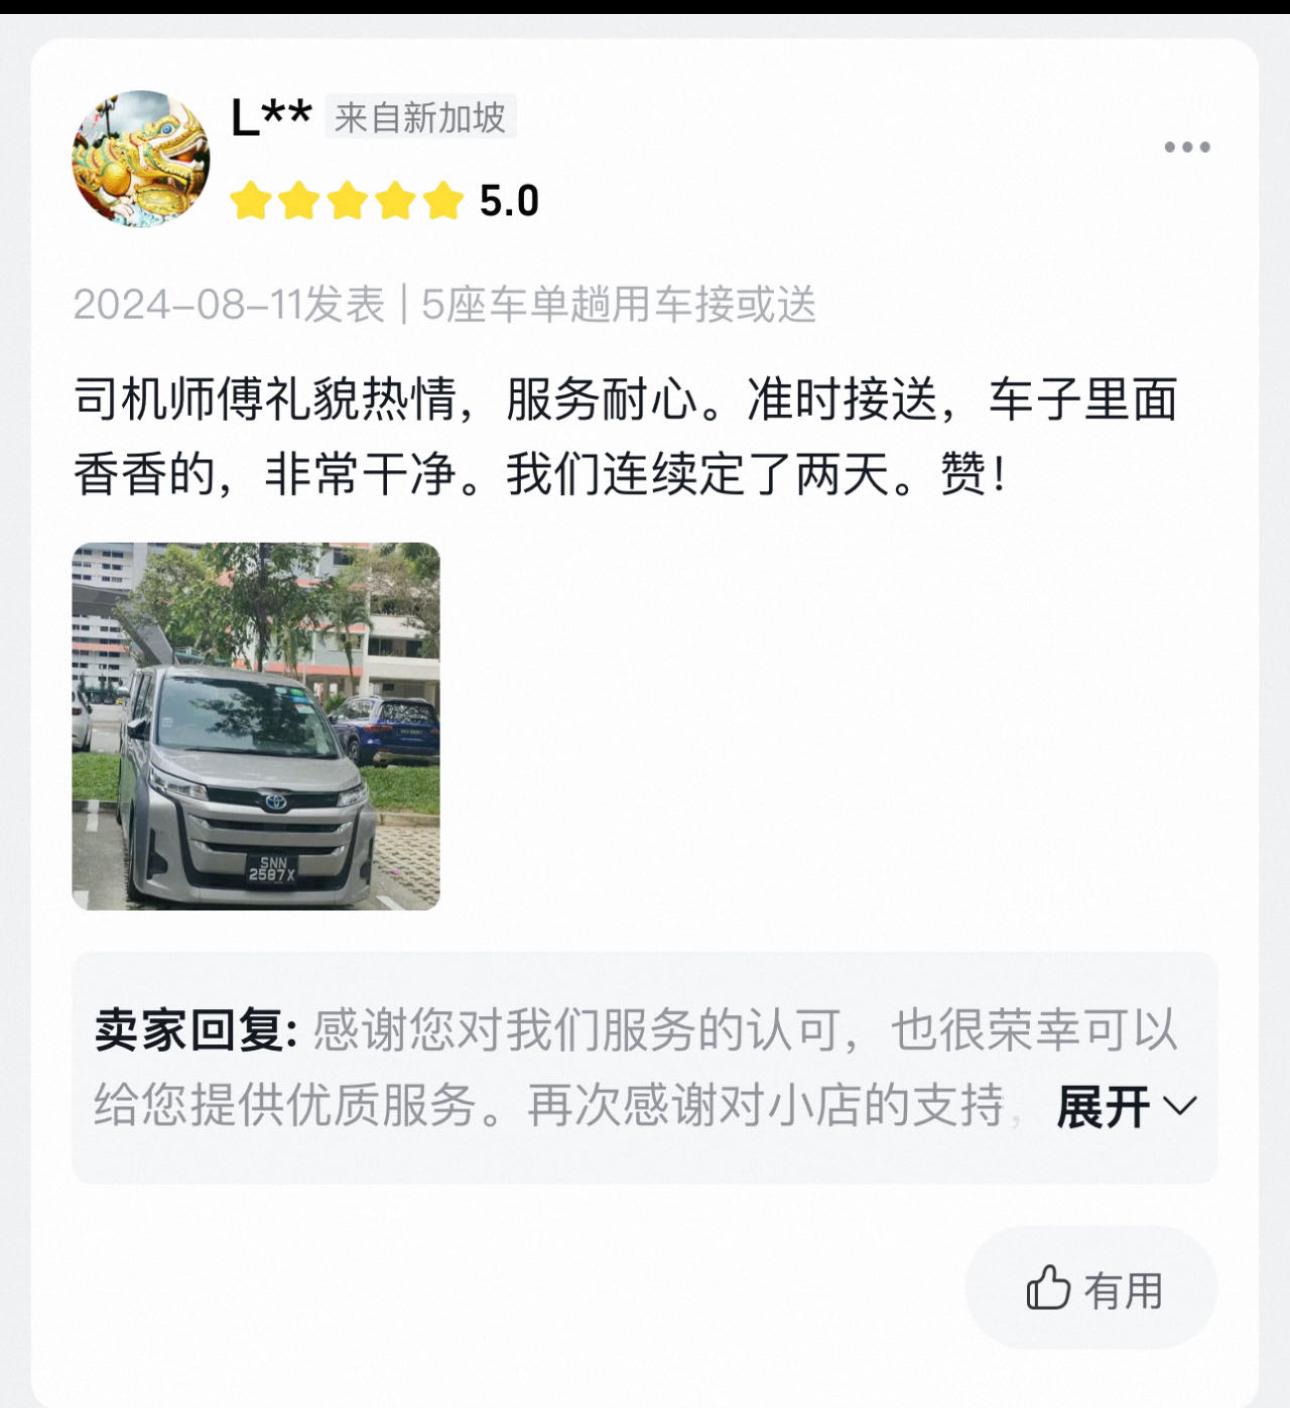 L** 来自新加坡
5.0
2024-08-11发表 | 5座车单趟用车接或送
司机师傅礼貌热情，服务耐心。准时接送，车子里面
香香的，非常干净。我们连续定了两天。赞！
SNN
2587X
卖家回复: 感谢您对我们服务的认可，也很荣幸可以
给您提供优质服务。再次感谢对小店的支持， 展开
有用